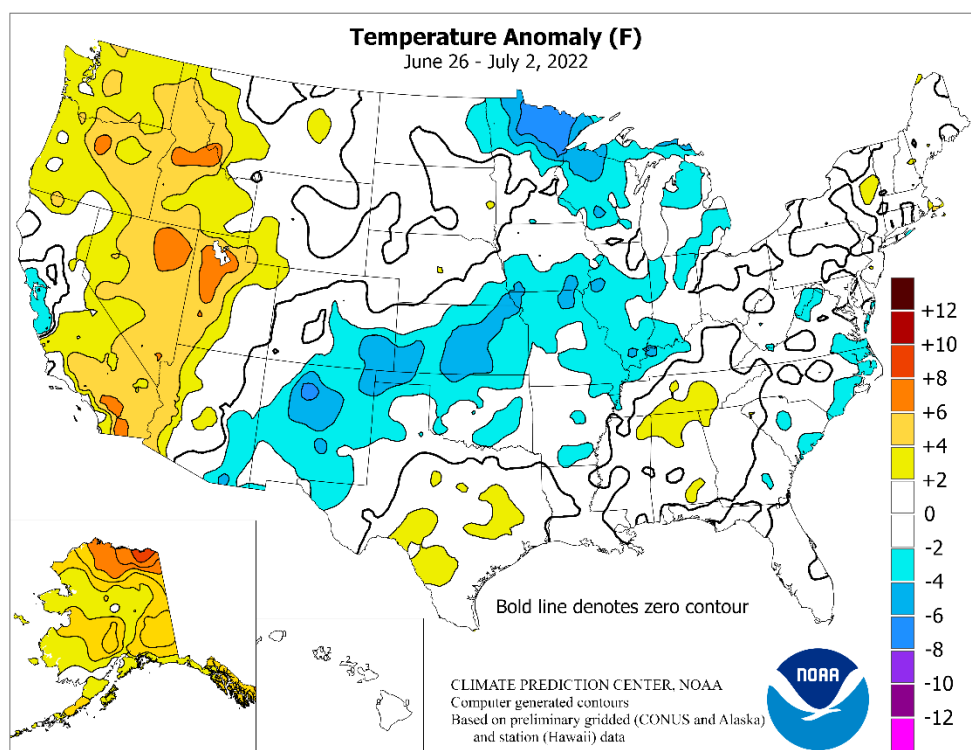 Temperature Anomaly (F)
June 26 - July 2, 2022
+12
+10
+8
+6
+4
+2
0
-2
-4
-6
-8
-10
-12
Bold line denotes zero contour
CLIMATE PREDICTION CENTER, NOAA
Computer generated contours
Based on preliminary gridded (CONUS and Alaska)
and station (Hawaii) data
NOAA